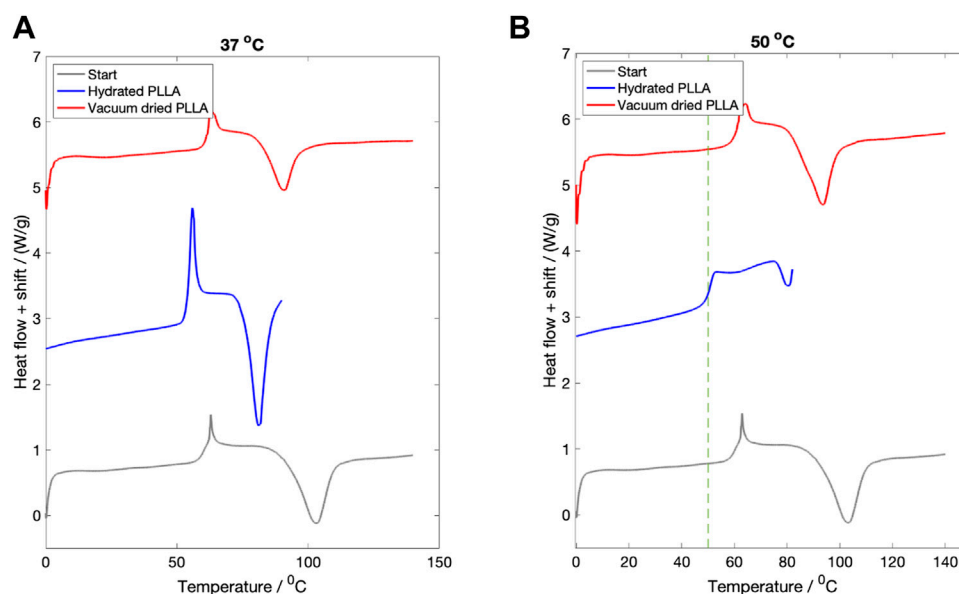 A
37 °C
Start
Hydrated PLLA
Vacuum dried PLLA
Heat flow + shift / (W/g)
7
6
5
4
3
2
1
0
0 50 100 150
Temperature / ⁰C
B
50 °C
Start
Hydrated PLLA
Vacuum dried PLLA
Heat flow + shift / (W/g)
7
6
5
4
3
2
1
0
0 20 40 60 80 100 120 140
Temperature / ⁰C